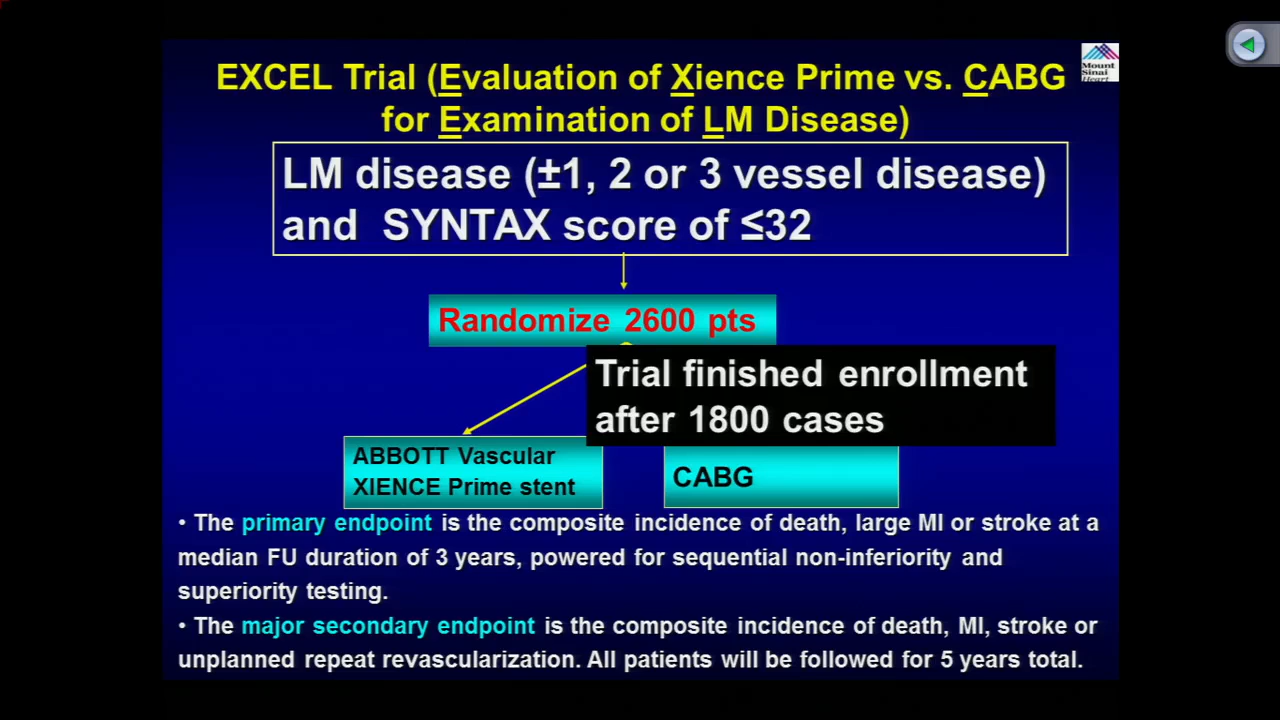 EXCEL Trial (Evaluation of Xience Prime vs. CABG
for Examination of LM Disease)
Mount
Sinai
Heart
LM disease (±1, 2 or 3 vessel disease)
and SYNTAX score of ≤32
Randomize 2600 pts
Trial finished enrollment
after 1800 cases
ABBOTT Vascular
XIENCE Prime stent
CABG
• The primary endpoint is the composite incidence of death, large MI or stroke at a
median FU duration of 3 years, powered for sequential non-inferiority and
superiority testing.
• The major secondary endpoint is the composite incidence of death, MI, stroke or
unplanned repeat revascularization. All patients will be followed for 5 years total.